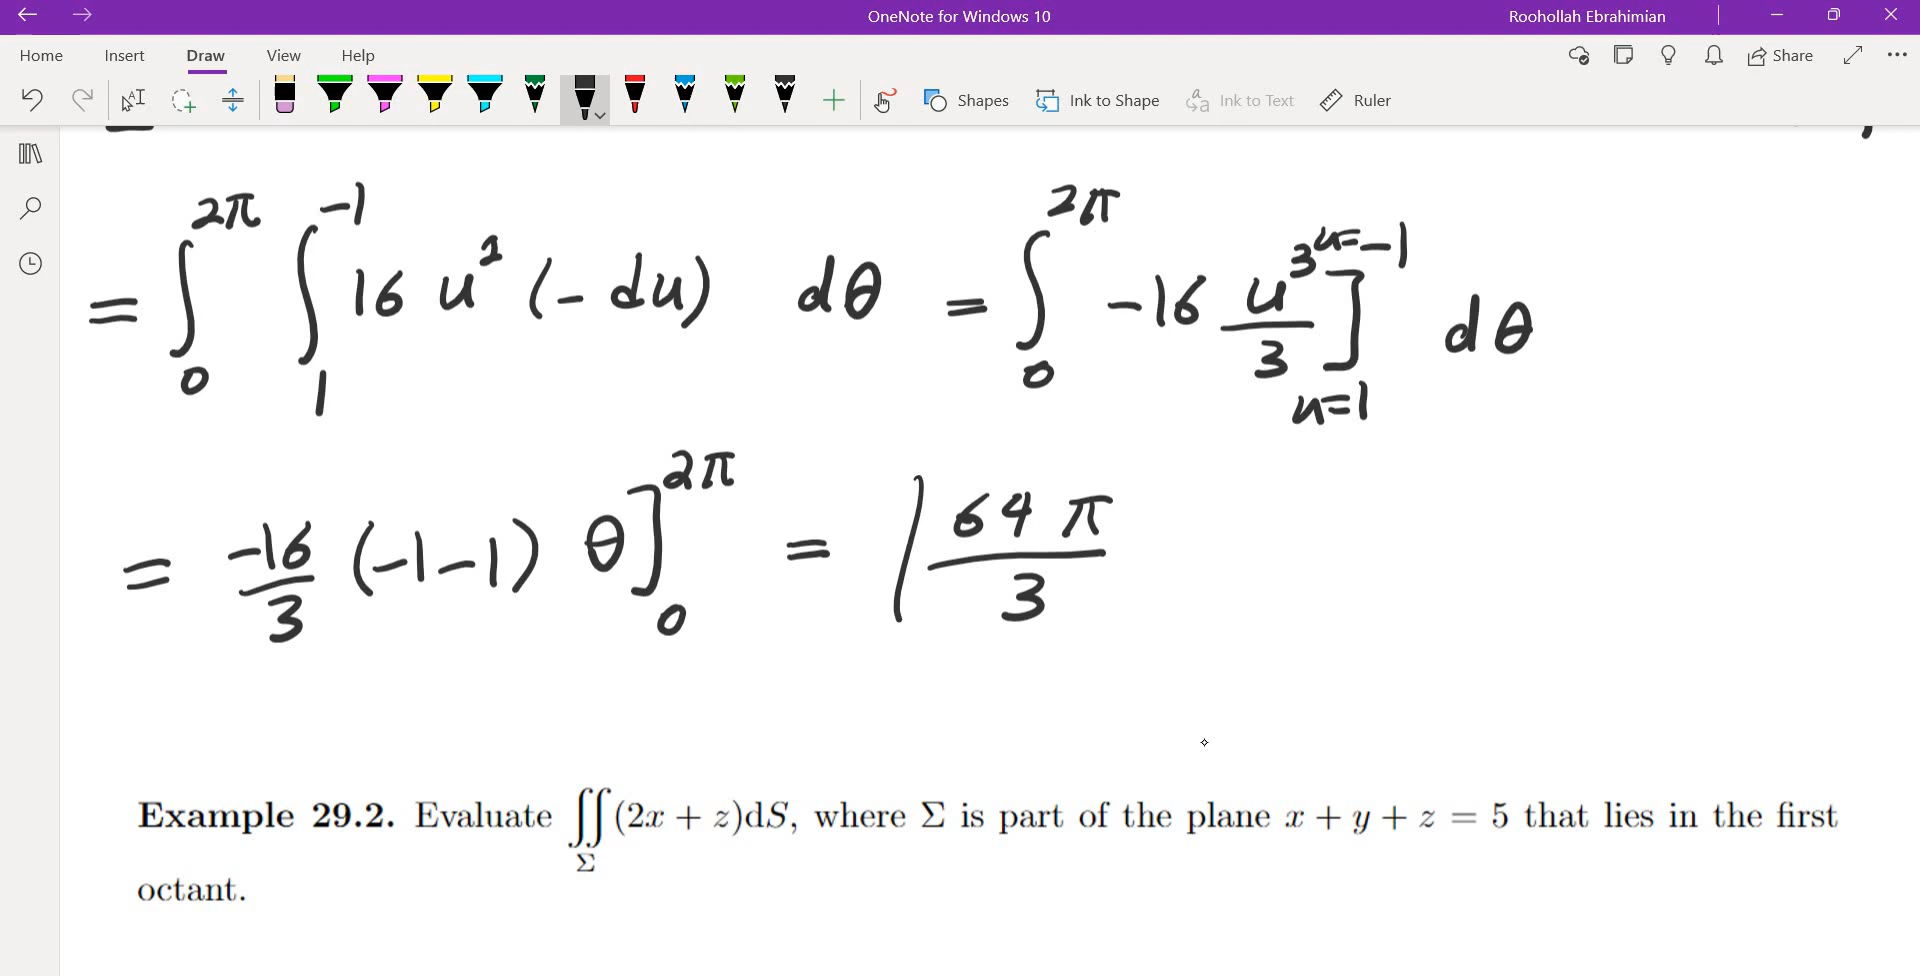 OneNote for Windows 10 Roohollah Ebrahimian
Home Insert Draw View Help Share
Shapes Ink to Shape Ink to Text Ruler
= ∫_0^{2π} ∫_1^{-1} 16 u^2 (- du) dθ = ∫_0^{2π} -16 u^3/3 ]_{u=1}^{u=-1} dθ
= -16/3 (-1-1) θ ]_0^{2π} = 64 π/3
Example 29.2. Evaluate ∬_Σ (2x + z)dS, where Σ is part of the plane x + y + z = 5 that lies in the first
octant.